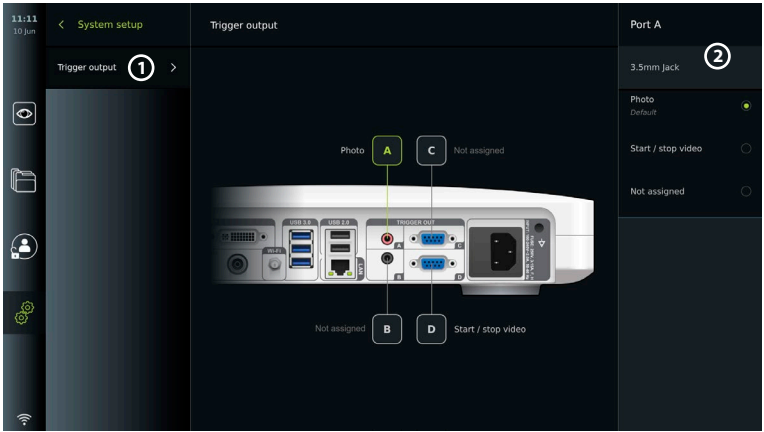 11:11
10 Jun
System setup
Trigger output
Port A
Trigger output
1
2
3.5mm Jack
Photo
Default
Start / stop video
Not assigned
Photo
A
C
Not assigned
USB 3.0
USB 2.0
TRIGGER OUT
Wi-Fi
LAN
A
C
B
D
Not assigned
B
D
Start / stop video